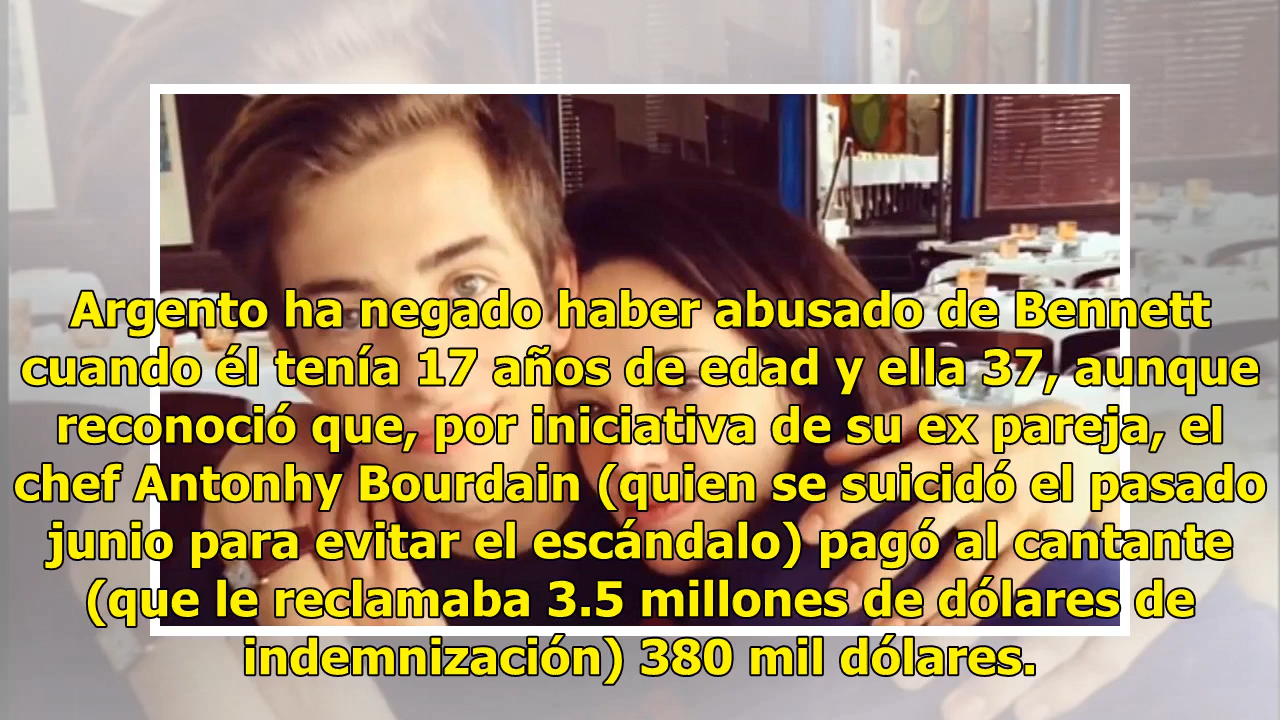 Argento ha negado haber abusado de Bennett
cuando él tenía 17 años de edad y ella 37, aunque
reconoció que, por iniciativa de su ex pareja, el
chef Antonhy Bourdain (quien se suicidó el pasado
junio para evitar el escándalo) pagó al cantante
(que le reclamaba 3.5 millones de dólares de
indemnización) 380 mil dólares.